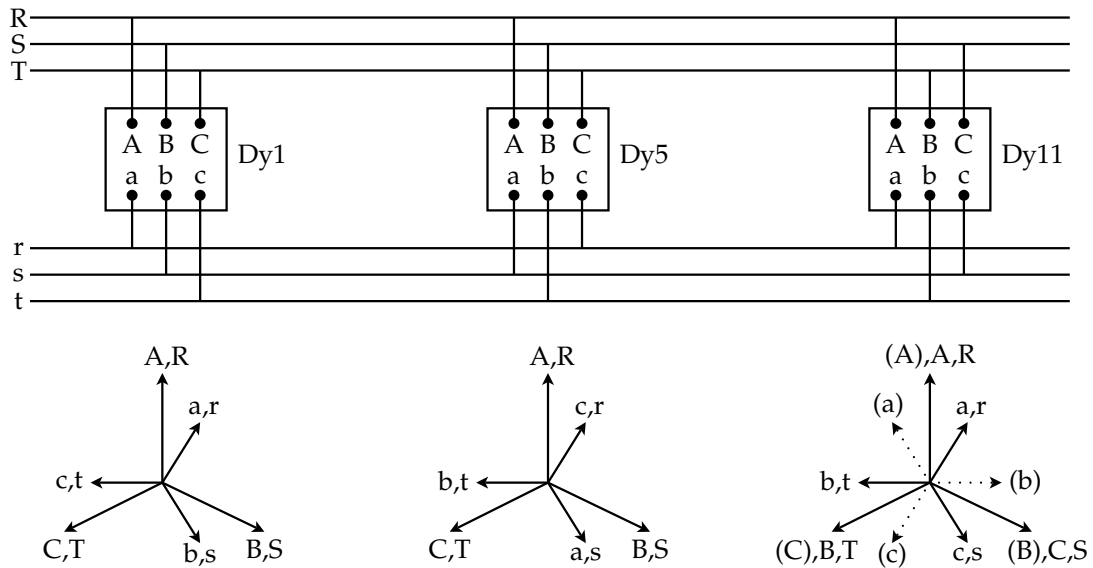 R
S
T
A B C A B C A B C
Dy1 Dy5 Dy11
a b c a b c a b c
r
s
t
A,R A,R (A),A,R
a,r c,r (a) a,r
c,t b,t b,t (b)
C,T b,s B,S C,T a,s B,S (C),B,T (c) c,s (B),C,S